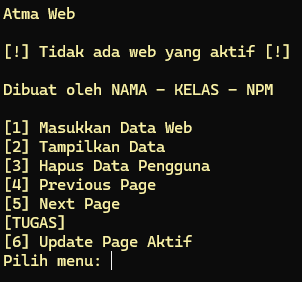 Atma Web
[!] Tidak ada web yang aktif [!]
Dibuat oleh NAMA - KELAS - NPM
[1] Masukkan Data Web
[2] Tampilkan Data
[3] Hapus Data Pengguna
[4] Previous Page
[5] Next Page
[TUGAS]
[6] Update Page Aktif
Pilih menu: